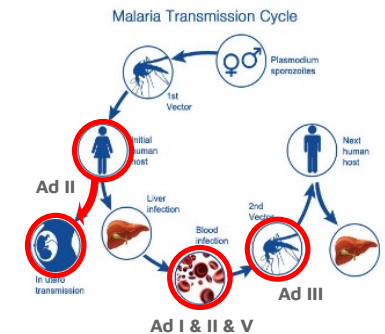 Malaria Transmission Cycle
Plasmodium
sporozoites
1st
Vector
Initial
human
host
Next
human
host
Ad II
Liver
infection
2nd
Vector
Blood
infection
In utero
transmission
Ad III
Ad I & II & V